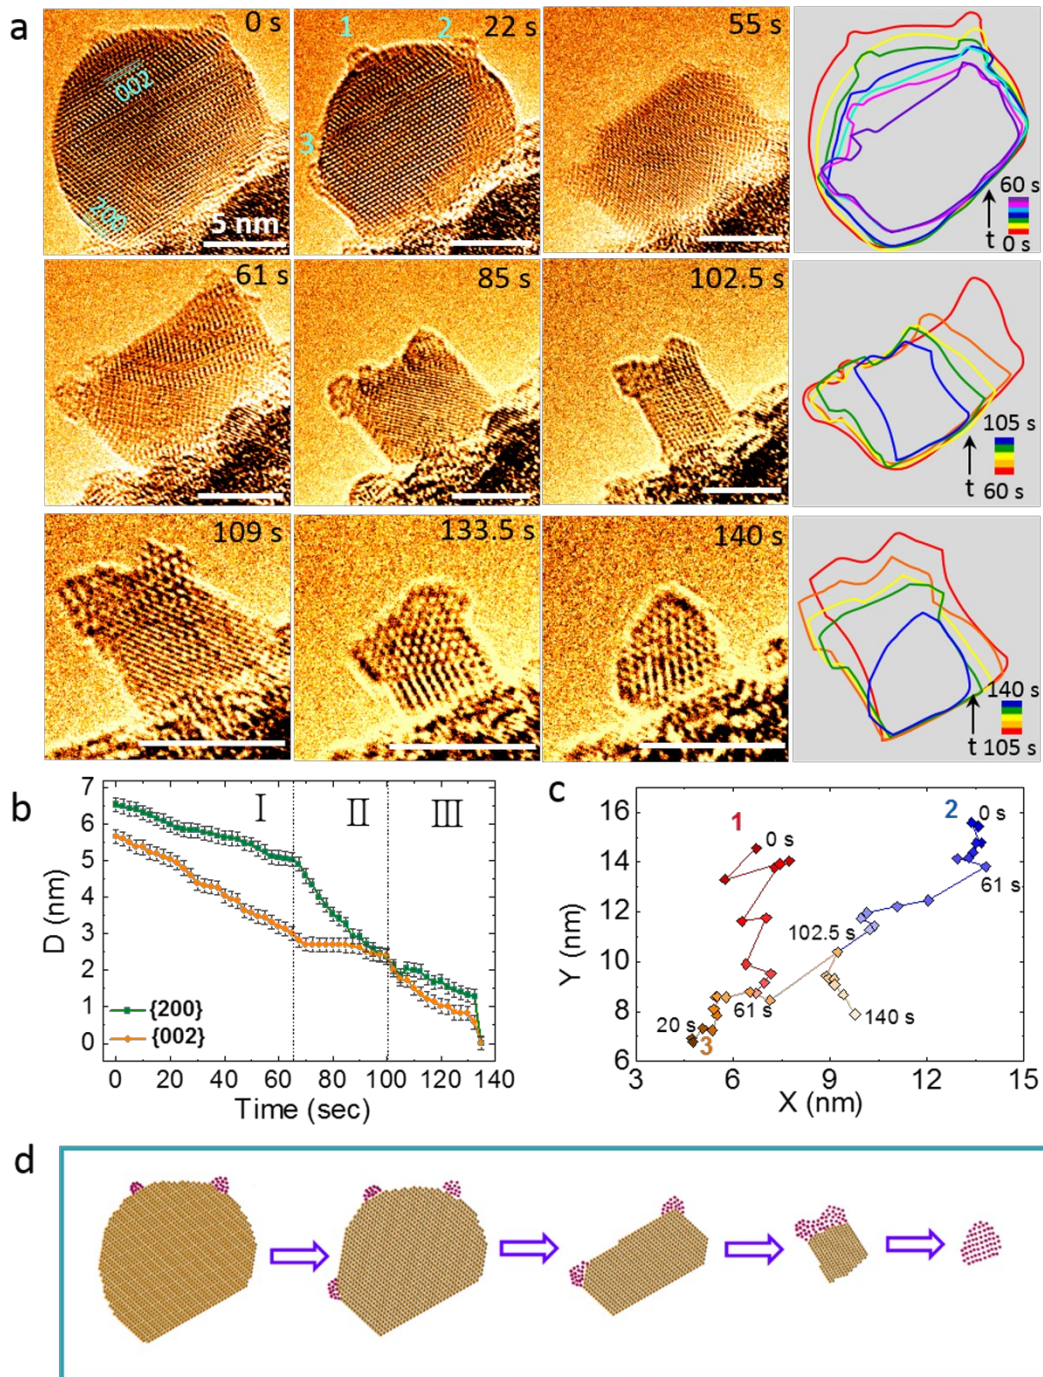 a
0 s
002
200
5 nm
1
2
22 s
3
55 s
60 s
t
0 s
61 s
85 s
102.5 s
105 s
t
60 s
109 s
133.5 s
140 s
140 s
t
105 s
b
7
6
5
4
3
2
1
0
D (nm)
I
II
III
{200}
{002}
0 20 40 60 80 100 120 140
Time (sec)
c
16
14
12
10
8
6
Y (nm)
1
0 s
2
0 s
61 s
102.5 s
61 s
20 s
3
140 s
3 6 9 12 15
X (nm)
d